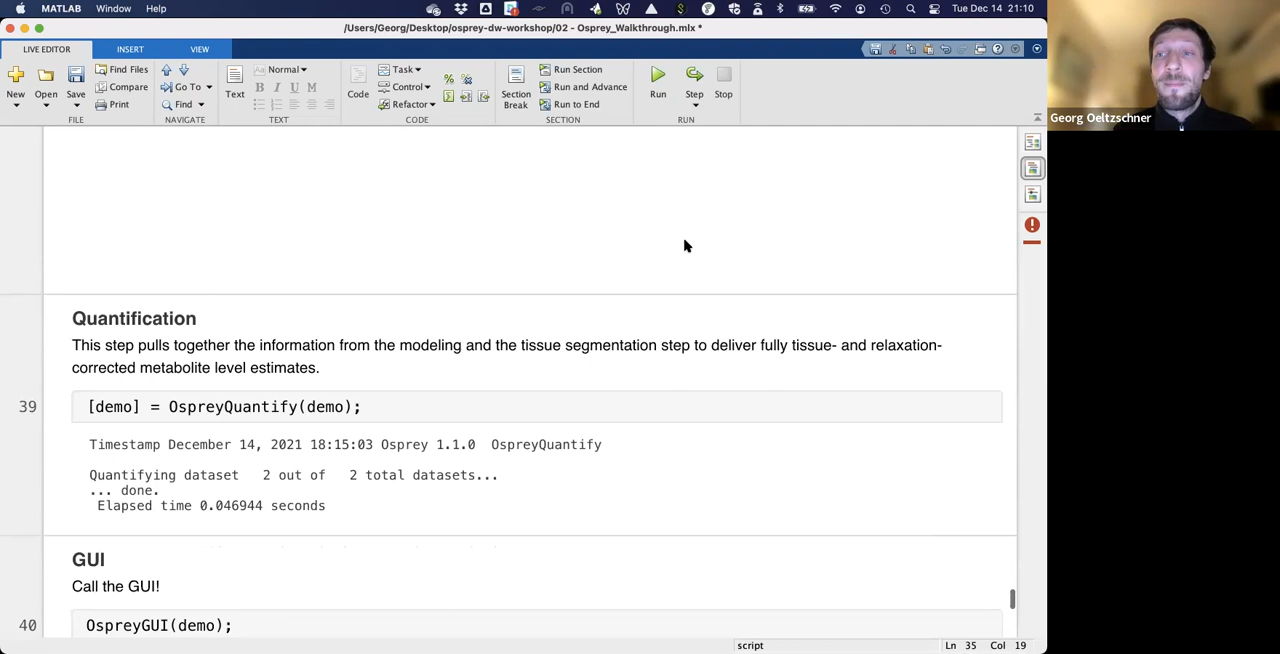 MATLAB Window Help
Tue Dec 14 21:10
/Users/Georg/Desktop/osprey-dw-workshop/02 - Osprey_Walkthrough.mlx *
LIVE EDITOR INSERT VIEW
New Open Save Find Files Compare Print
FILE
Go To Find
NAVIGATE
Text Normal B I U M
TEXT
Code Task Control Refactor
CODE
Section Break Run Section Run and Advance Run to End
SECTION
Run Step Stop
RUN
Georg Oeltzschner
Quantification
This step pulls together the information from the modeling and the tissue segmentation step to deliver fully tissue- and relaxation-
corrected metabolite level estimates.
39 [demo] = OspreyQuantify(demo);
Timestamp December 14, 2021 18:15:03 Osprey 1.1.0 OspreyQuantify
Quantifying dataset 2 out of 2 total datasets...
... done.
Elapsed time 0.046944 seconds
GUI
Call the GUI!
40 OspreyGUI(demo);
script Ln 35 Col 19